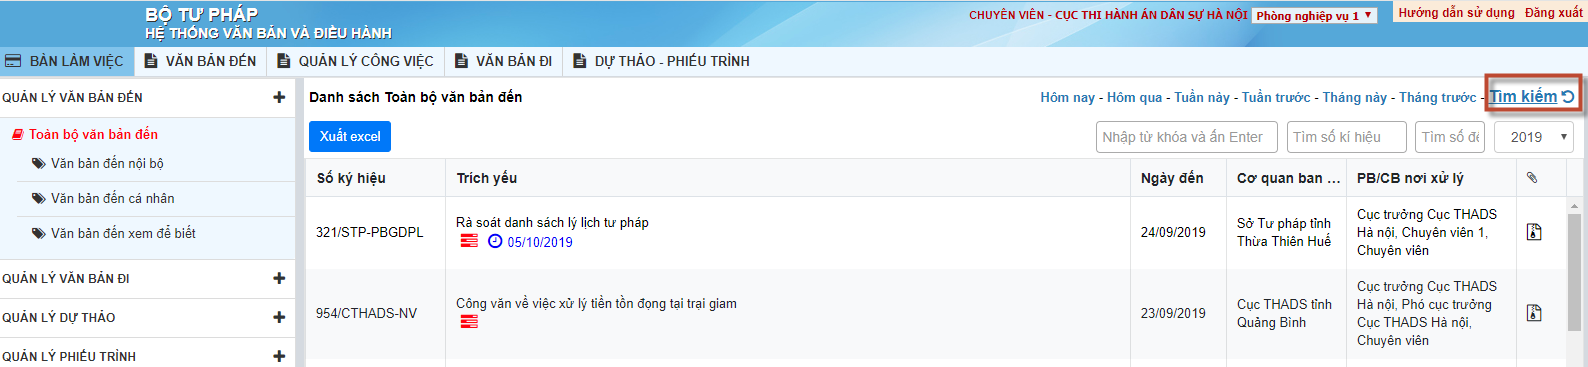 BỘ TƯ PHÁP
HỆ THỐNG VĂN BẢN VÀ ĐIỀU HÀNH
CHUYÊN VIÊN - CỤC THI HÀNH ÁN DÂN SỰ HÀ NỘI Phòng nghiệp vụ 1 Hướng dẫn sử dụng Đăng xuất
BÀN LÀM VIỆC VĂN BẢN ĐẾN QUẢN LÝ CÔNG VIỆC VĂN BẢN ĐI DỰ THẢO - PHIẾU TRÌNH
QUẢN LÝ VĂN BẢN ĐẾN
Toàn bộ văn bản đến
Văn bản đến nội bộ
Văn bản đến cá nhân
Văn bản đến xem để biết
QUẢN LÝ VĂN BẢN ĐI
QUẢN LÝ DỰ THẢO
QUẢN LÝ PHIẾU TRÌNH
Danh sách Toàn bộ văn bản đến
Hôm nay - Hôm qua - Tuần này - Tuần trước - Tháng này - Tháng trước - Tìm kiếm
Xuất excel Nhập từ khóa và ấn Enter Tìm số kí hiệu Tìm số đế 2019
Số ký hiệu Trích yếu Ngày đến Cơ quan ban ... PB/CB nơi xử lý
321/STP-PBGDPL
Rà soát danh sách lý lịch tư pháp
05/10/2019
24/09/2019
Sở Tư pháp tỉnh
Thừa Thiên Huế
Cục trưởng Cục THADS
Hà nội, Chuyên viên 1,
Chuyên viên
954/CTHADS-NV
Công văn về việc xử lý tiền tồn đọng tại trại giam
23/09/2019
Cục THADS tỉnh
Quảng Bình
Cục trưởng Cục THADS
Hà nội, Phó cục trưởng
Cục THADS Hà nội,
Chuyên viên